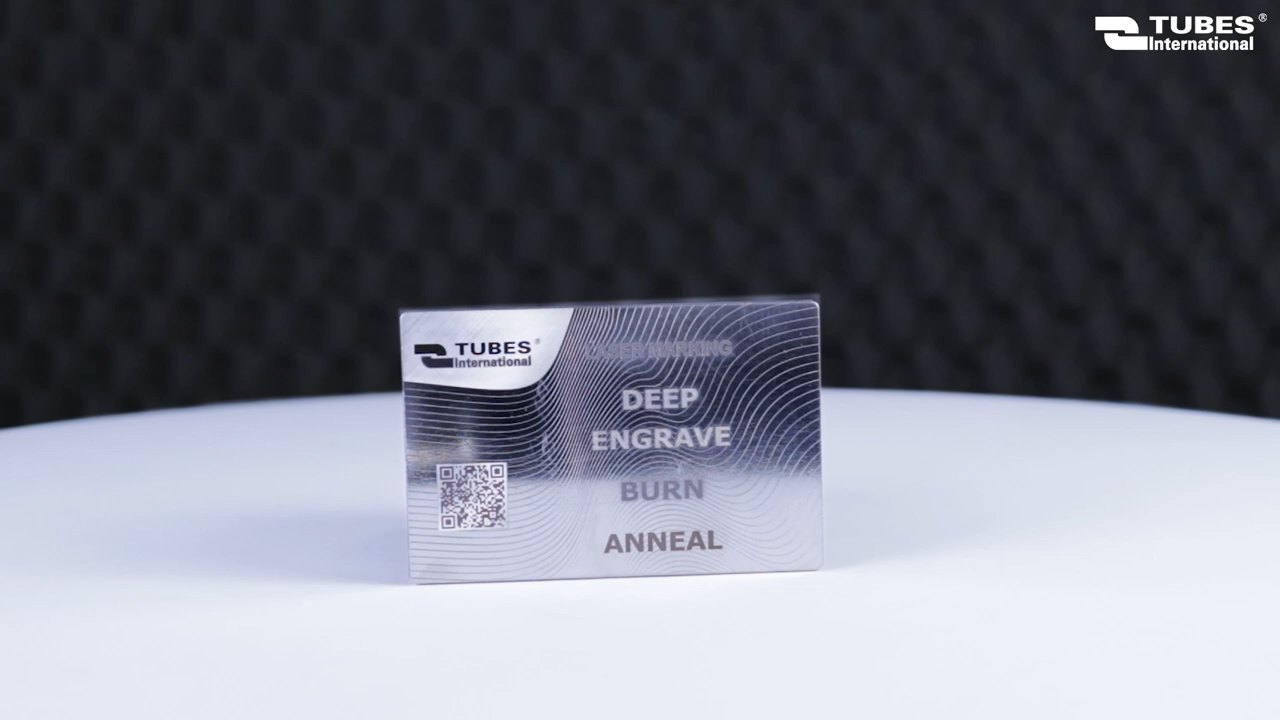 TUBES®
International
TUBES®
International
LASER MARKING
DEEP
ENGRAVE
BURN
ANNEAL